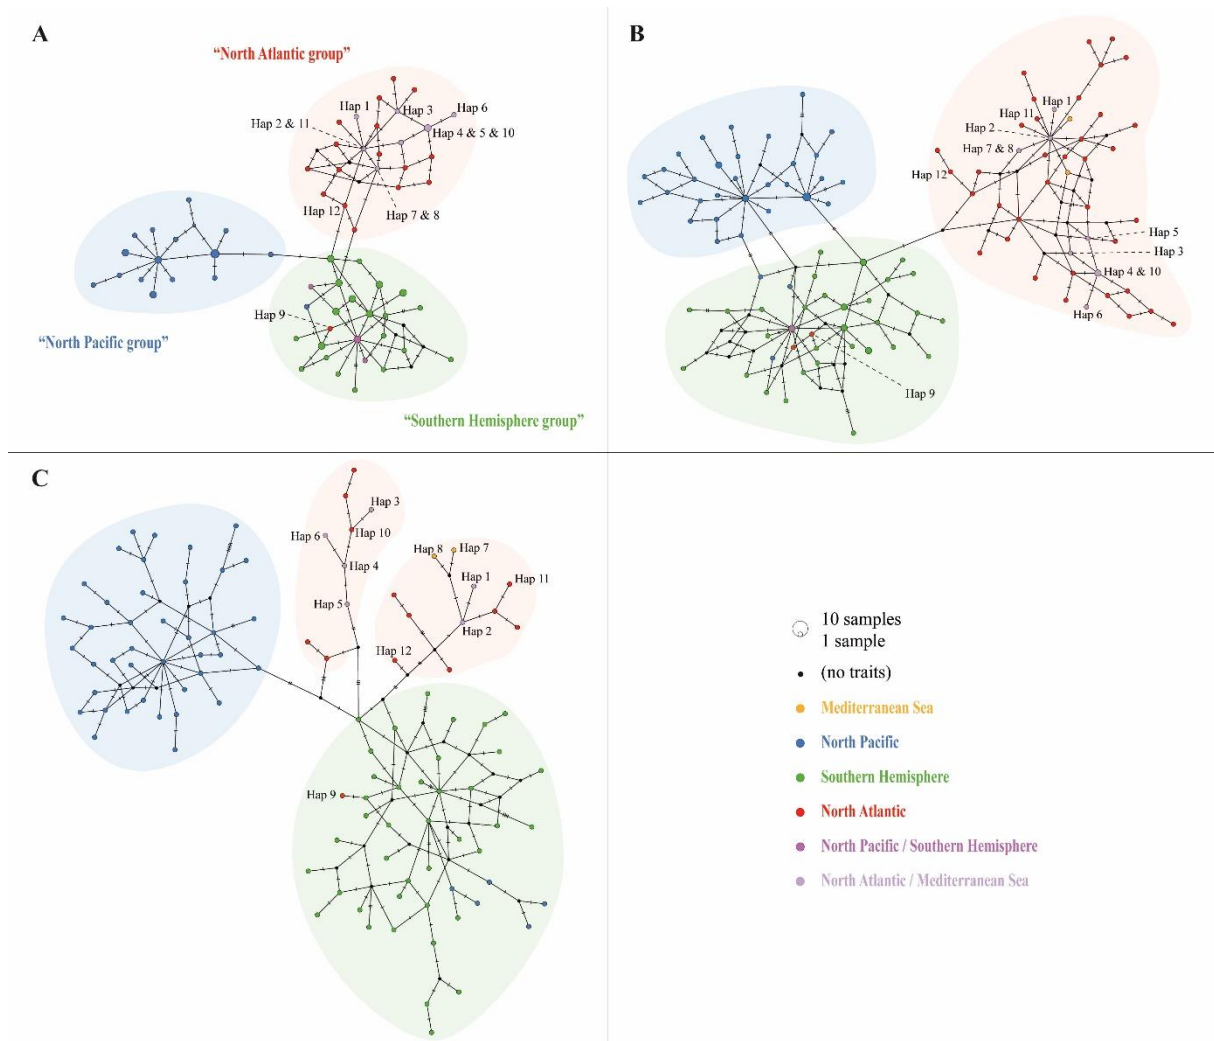 A
“North Atlantic group”
Hap 1
Hap 3
Hap 6
Hap 2 & 11
Hap 4 & 5 & 10
Hap 12
Hap 7 & 8
Hap 9
“North Pacific group”
“Southern Hemisphere group”
B
Hap 1
Hap 11
Hap 2
Hap 7 & 8
Hap 12
Hap 5
Hap 3
Hap 4 & 10
Hap 6
Hap 9
C
Hap 3
Hap 10
Hap 6
Hap 4
Hap 5
Hap 8
Hap 7
Hap 1
Hap 11
Hap 2
Hap 12
Hap 9
10 samples
1 sample
(no traits)
Mediterranean Sea
North Pacific
Southern Hemisphere
North Atlantic
North Pacific / Southern Hemisphere
North Atlantic / Mediterranean Sea